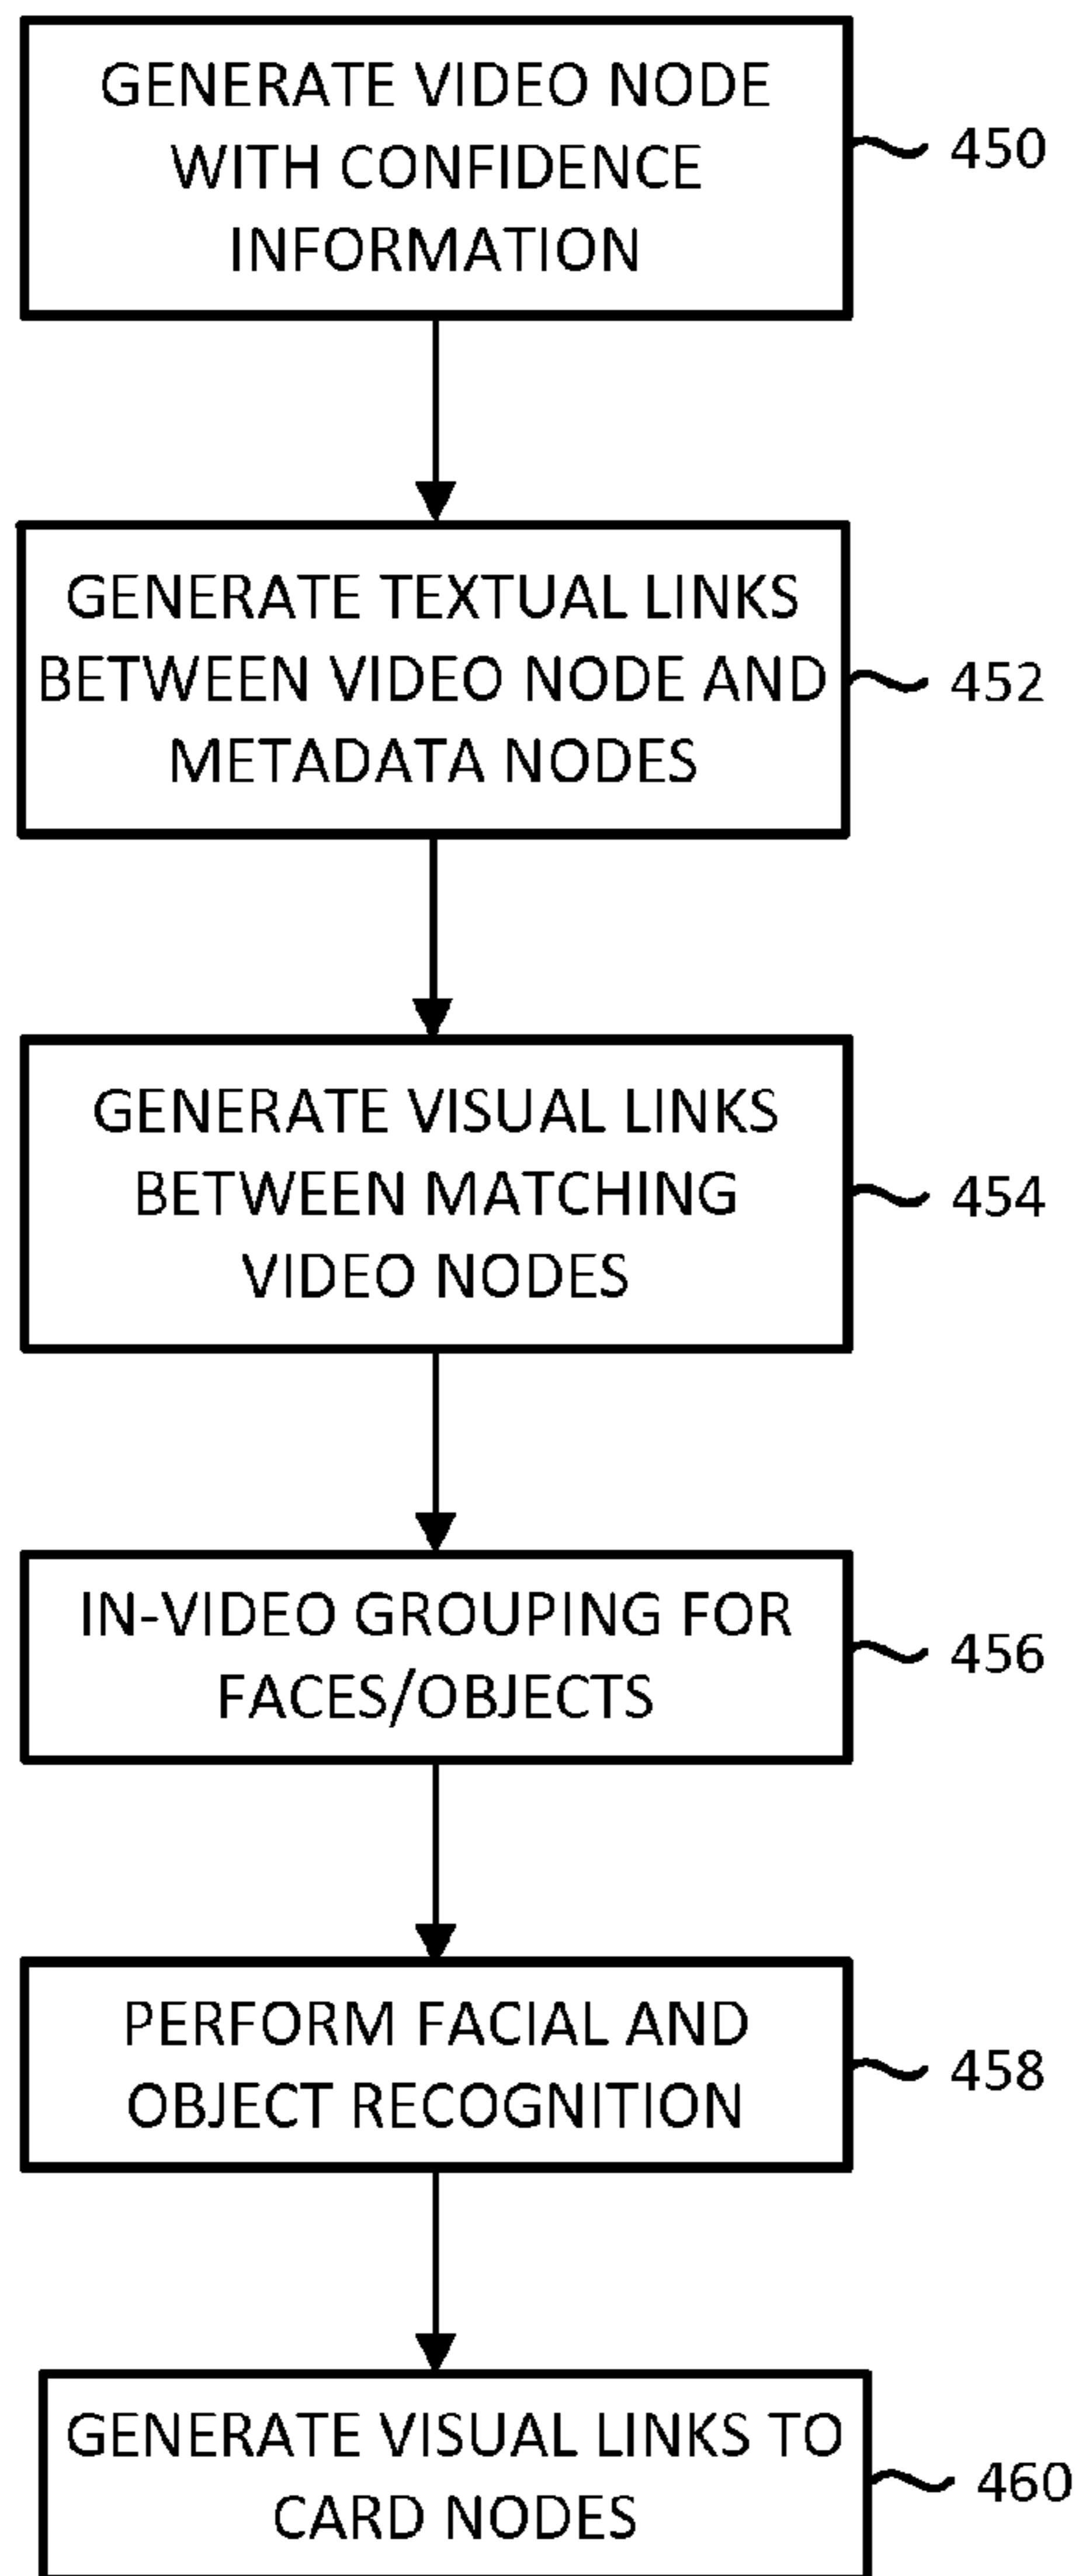 GENERATE VIDEO NODE
WITH CONFIDENCE
INFORMATION
450
GENERATE TEXTUAL LINKS
BETWEEN VIDEO NODE AND
METADATA NODES
452
GENERATE VISUAL LINKS
BETWEEN MATCHING
VIDEO NODES
454
IN-VIDEO GROUPING FOR
FACES/OBJECTS
456
PERFORM FACIAL AND
OBJECT RECOGNITION
458
GENERATE VISUAL LINKS TO
CARD NODES
460